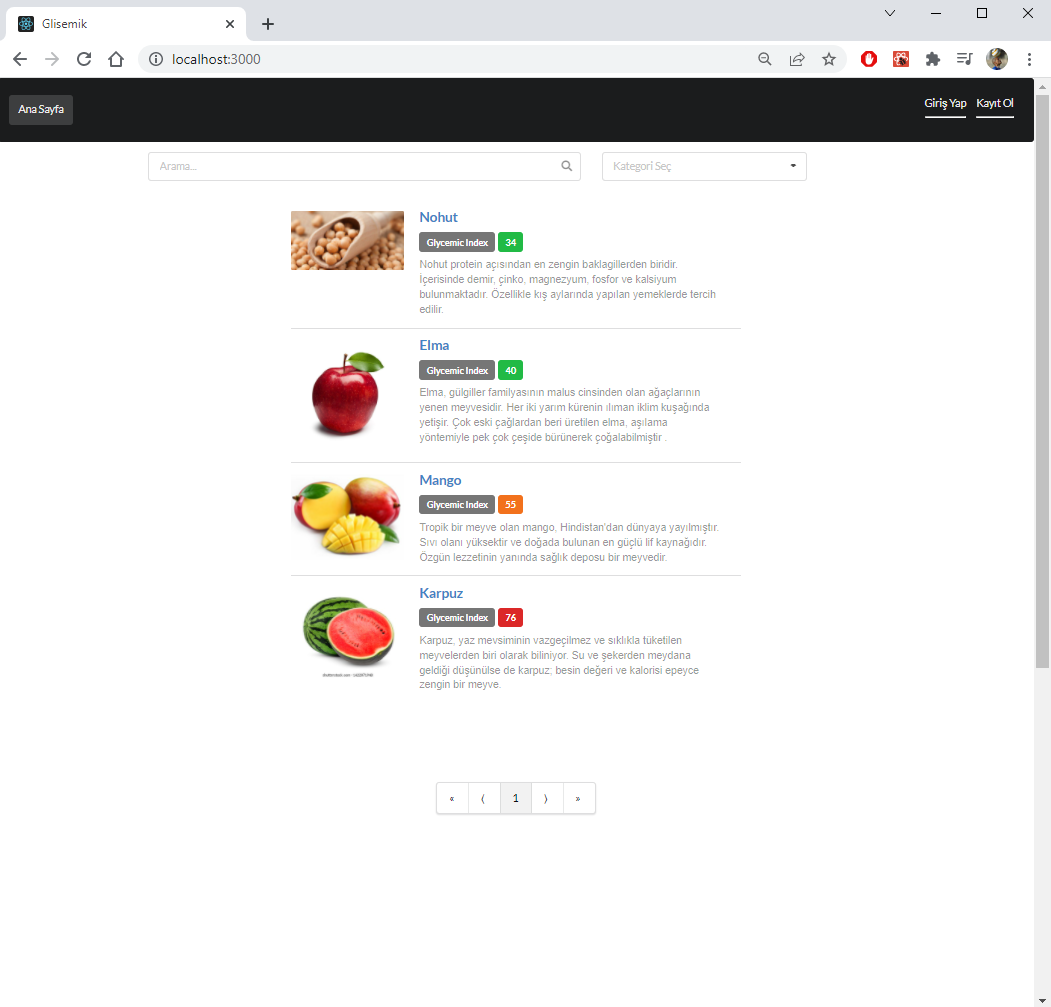 Glisemik
localhost:3000
Ana Sayfa
Giriş Yap
Kayıt Ol
Arama...
Kategori Seç
Nohut
Glycemic Index 34
Nohut protein açısından en zengin baklagillerden biridir.
İçerisinde demir, çinko, magnezyum, fosfor ve kalsiyum
bulunmaktadır. Özellikle kış aylarında yapılan yemeklerde tercih
edilir.
Elma
Glycemic Index 40
Elma, gülgiller familyasının malus cinsinden olan ağaçlarının
yenen meyvesidir. Her iki yarım kürenin ılıman iklim kuşağında
yetişir. Çok eski çağlardan beri üretilen elma, aşılama
yöntemiyle pek çok çeşide bürünerek çoğalabilmiştir .
Mango
Glycemic Index 55
Tropik bir meyve olan mango, Hindistan'dan dünyaya yayılmıştır.
Sıvı olanı yüksektir ve doğada bulunan en güçlü lif kaynağıdır.
Özgün lezzetinin yanında sağlık deposu bir meyvedir.
Karpuz
Glycemic Index 76
Karpuz, yaz mevsiminin vazgeçilmez ve sıklıkla tüketilen
meyvelerden biri olarak biliniyor. Su ve şekerden meydana
geldiği düşünülse de karpuz; besin değeri ve kalorisi epeyce
zengin bir meyve.
« ⟨ 1 ⟩ »